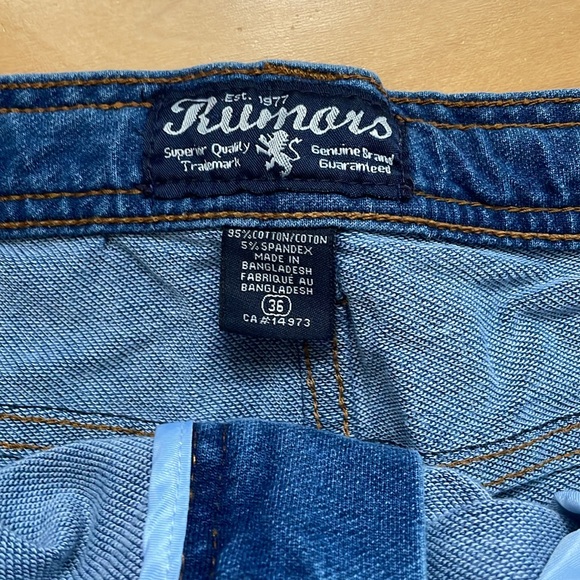 Est. 1977
Rumors
Superior Quality Genuine Brand
Trademark Guaranteed
95% COTTON/COTON
5% SPANDEX
MADE IN
BANGLADESH
FABRIQUÉ AU
BANGLADESH
36
CA#14973